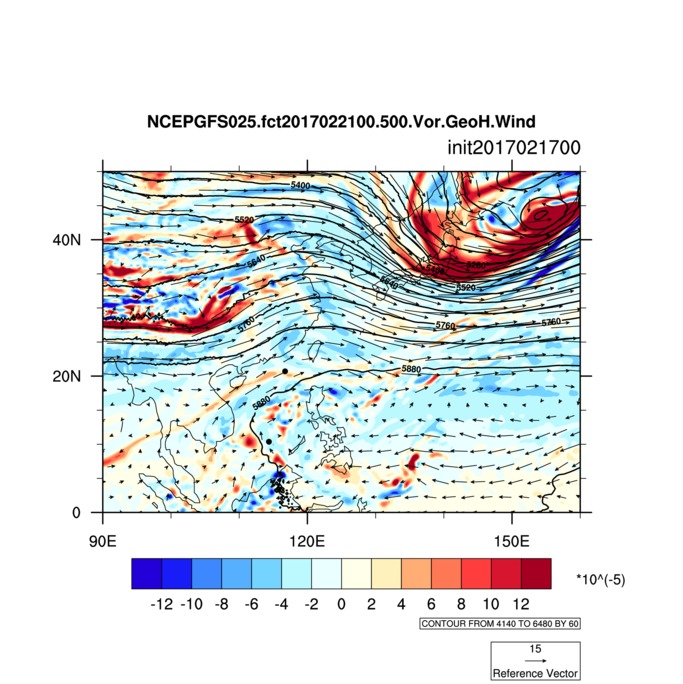 NCEPGFS025.fct2017022100.500.Vor.GeoH.Wind
init2017021700
5400
5520
40N
5640
5640
5520
5760
5760
5760
20N
5880
5880
0
90E 120E 150E
-12 -10 -8 -6 -4 -2 0 2 4 6 8 10 12 *10^(-5)
CONTOUR FROM 4140 TO 6480 BY 60
15
Reference Vector